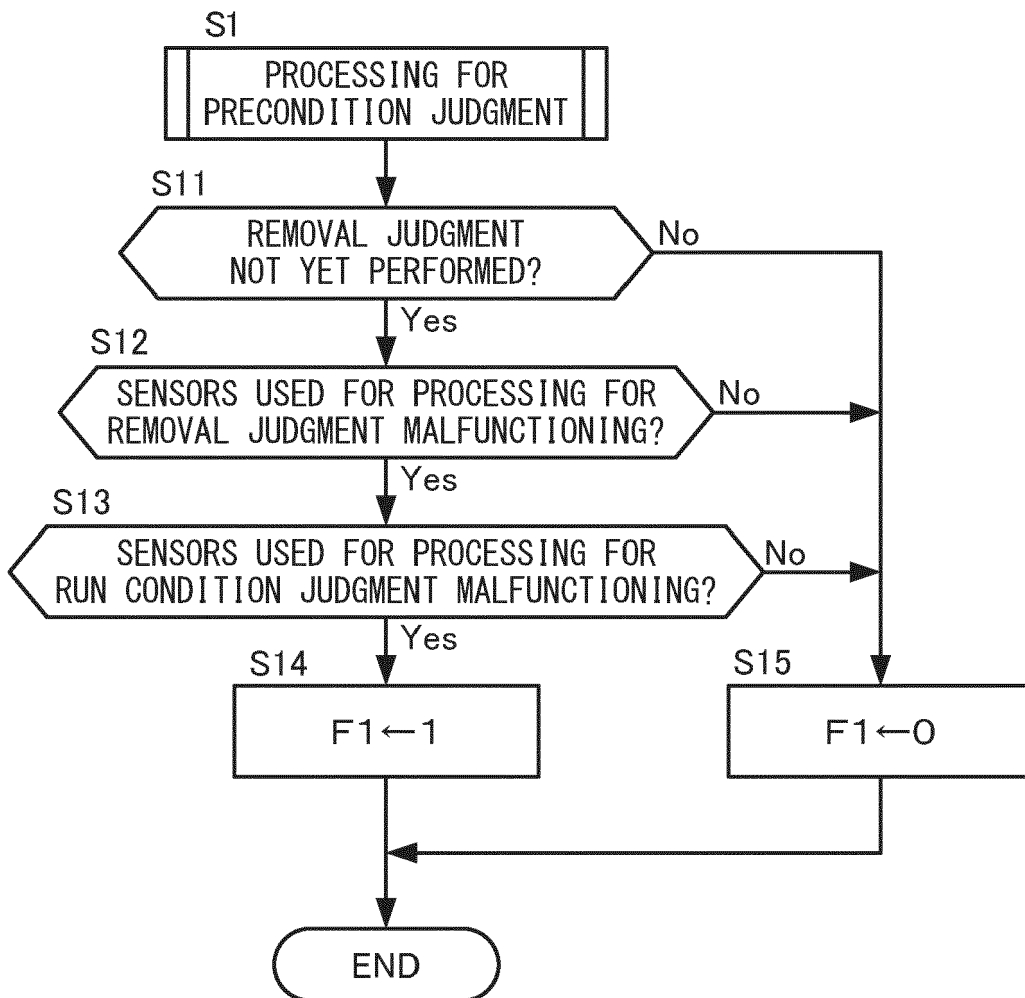 S1
PROCESSING FOR
PRECONDITION JUDGMENT
S11
REMOVAL JUDGMENT
NOT YET PERFORMED?
No
Yes
S12
SENSORS USED FOR PROCESSING FOR
REMOVAL JUDGMENT MALFUNCTIONING?
No
Yes
S13
SENSORS USED FOR PROCESSING FOR
RUN CONDITION JUDGMENT MALFUNCTIONING?
No
Yes
S14
F1←1
S15
F1←0
END